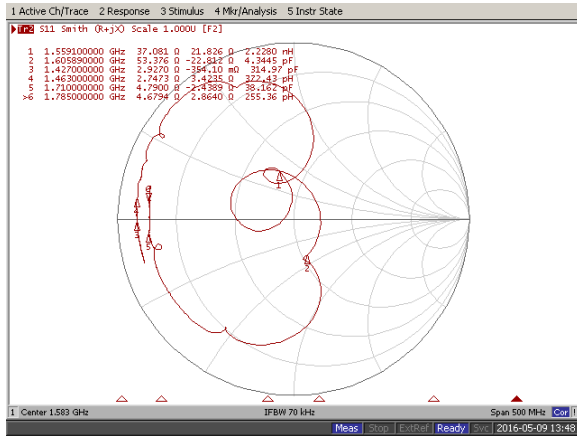 1 Active Ch/Trace 2 Response 3 Stimulus 4 Mkr/Analysis 5 Instr State
Tr2 S11 Smith (R+jX) Scale 1.000U [F2]
1 1.559100000 GHz 37.081 Ω 21.826 Ω 2.2280 nH
2 1.605890000 GHz 53.376 Ω -22.812 Ω 4.3445 pF
3 1.427000000 GHz 2.9270 Ω -354.10 mΩ 314.97 pF
4 1.463000000 GHz 2.7473 Ω 3.4235 Ω 372.43 pH
5 1.710000000 GHz 4.7900 Ω -2.4389 Ω 38.162 pF
>6 1.785000000 GHz 4.6794 Ω 2.8640 Ω 255.36 pH
1
2
3
5
1 Center 1.583 GHz IFBW 70 kHz Span 500 MHz Cor !
Meas Stop ExtRef Ready Svc 2016-05-09 13:48